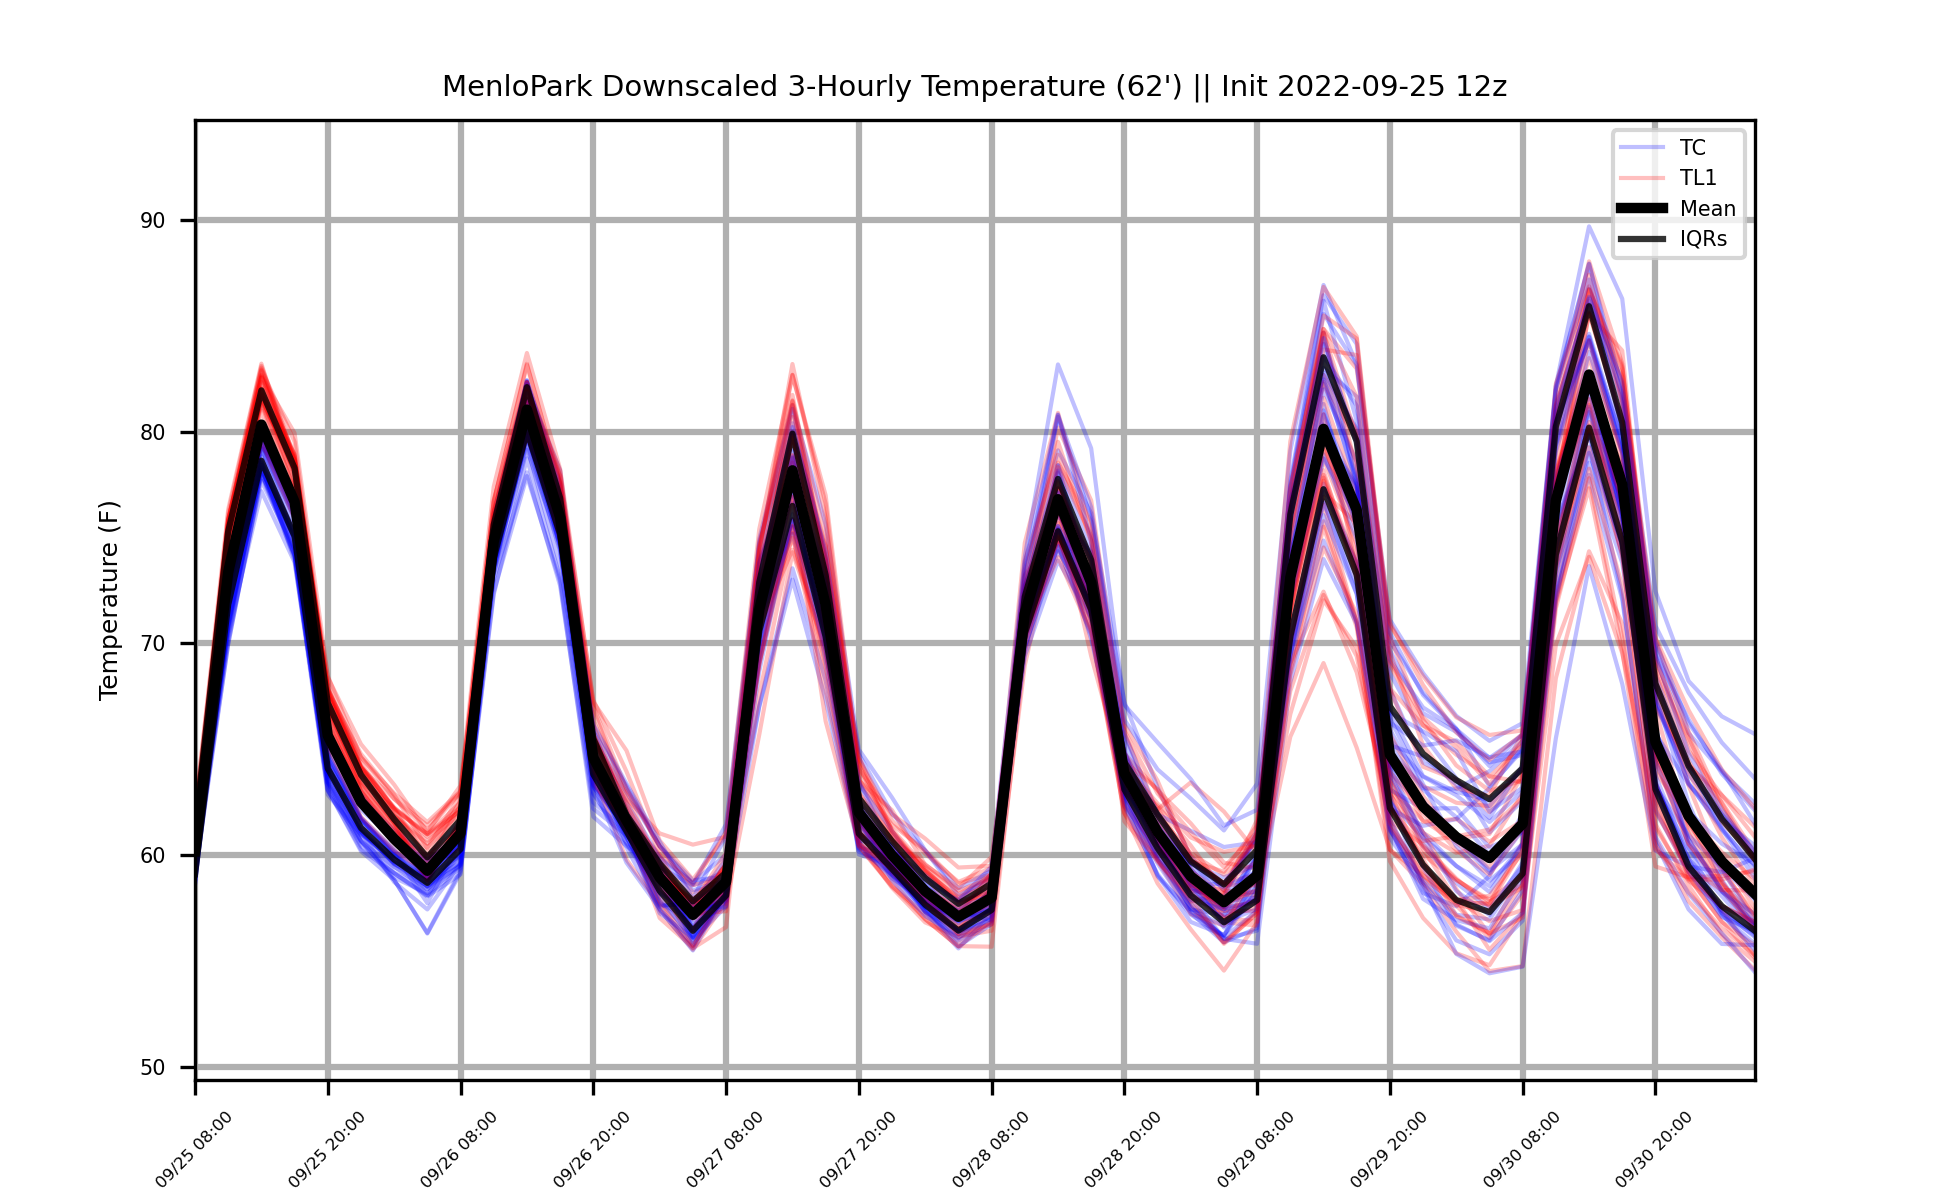 MenloPark Downscaled 3-Hourly Temperature (62') || Init 2022-09-25 12z
TC
TL1
Mean
IQRs
Temperature (F)
90
80
70
60
50
09/25 08:00
09/25 20:00
09/26 08:00
09/26 20:00
09/27 08:00
09/27 20:00
09/28 08:00
09/28 20:00
09/29 08:00
09/29 20:00
09/30 08:00
09/30 20:00